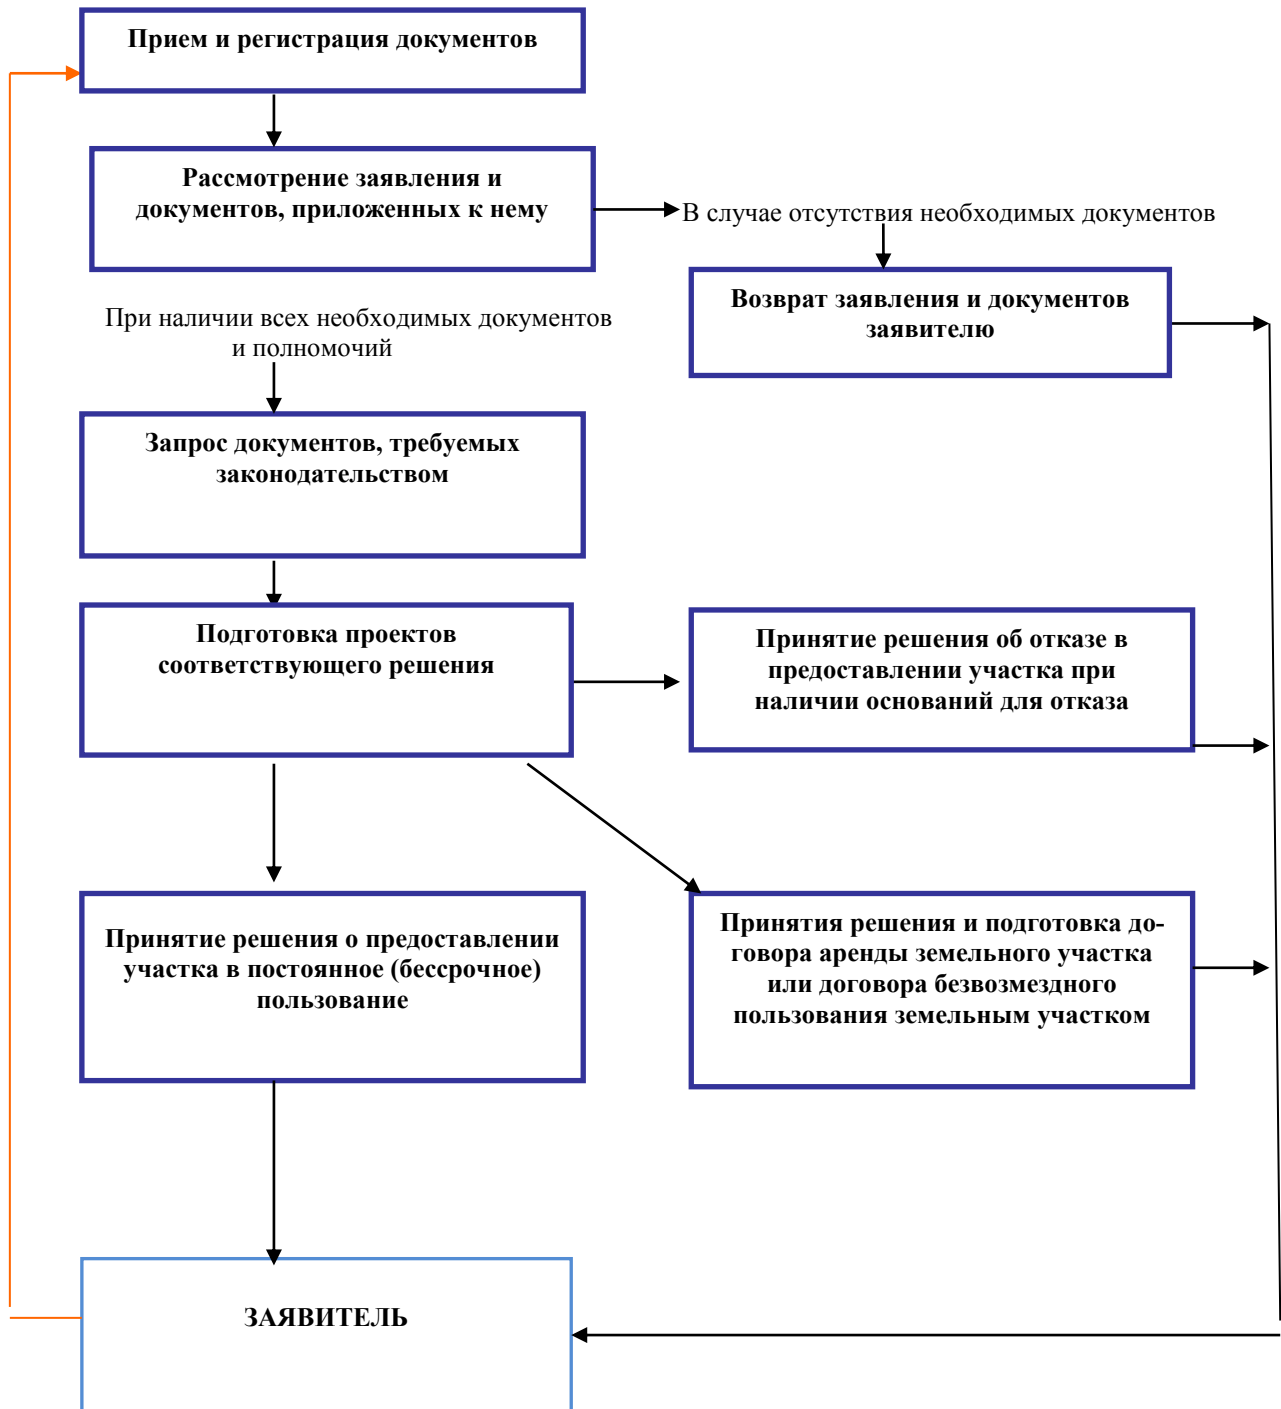 Прием и регистрация документов
Рассмотрение заявления и
документов, приложенных к нему
В случае отсутствия необходимых документов
Возврат заявления и документов
заявителю
При наличии всех необходимых документов
и полномочий
Запрос документов, требуемых
законодательством
Подготовка проектов
соответствующего решения
Принятие решения об отказе в
предоставлении участка при
наличии оснований для отказа
Принятие решения о предоставлении
участка в постоянное (бессрочное)
пользование
Принятия решения и подготовка до-
говора аренды земельного участка
или договора безвозмездного
пользования земельным участком
ЗАЯВИТЕЛЬ